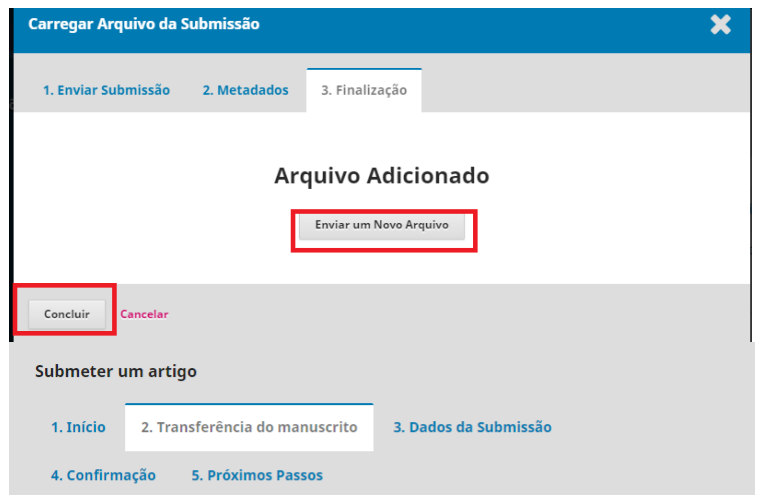 Carregar Arquivo da Submissão
1. Enviar Submissão 2. Metadados 3. Finalização
Arquivo Adicionado
Enviar um Novo Arquivo
Concluir Cancelar
Submeter um artigo
1. Início 2. Transferência do manuscrito 3. Dados da Submissão
4. Confirmação 5. Próximos Passos